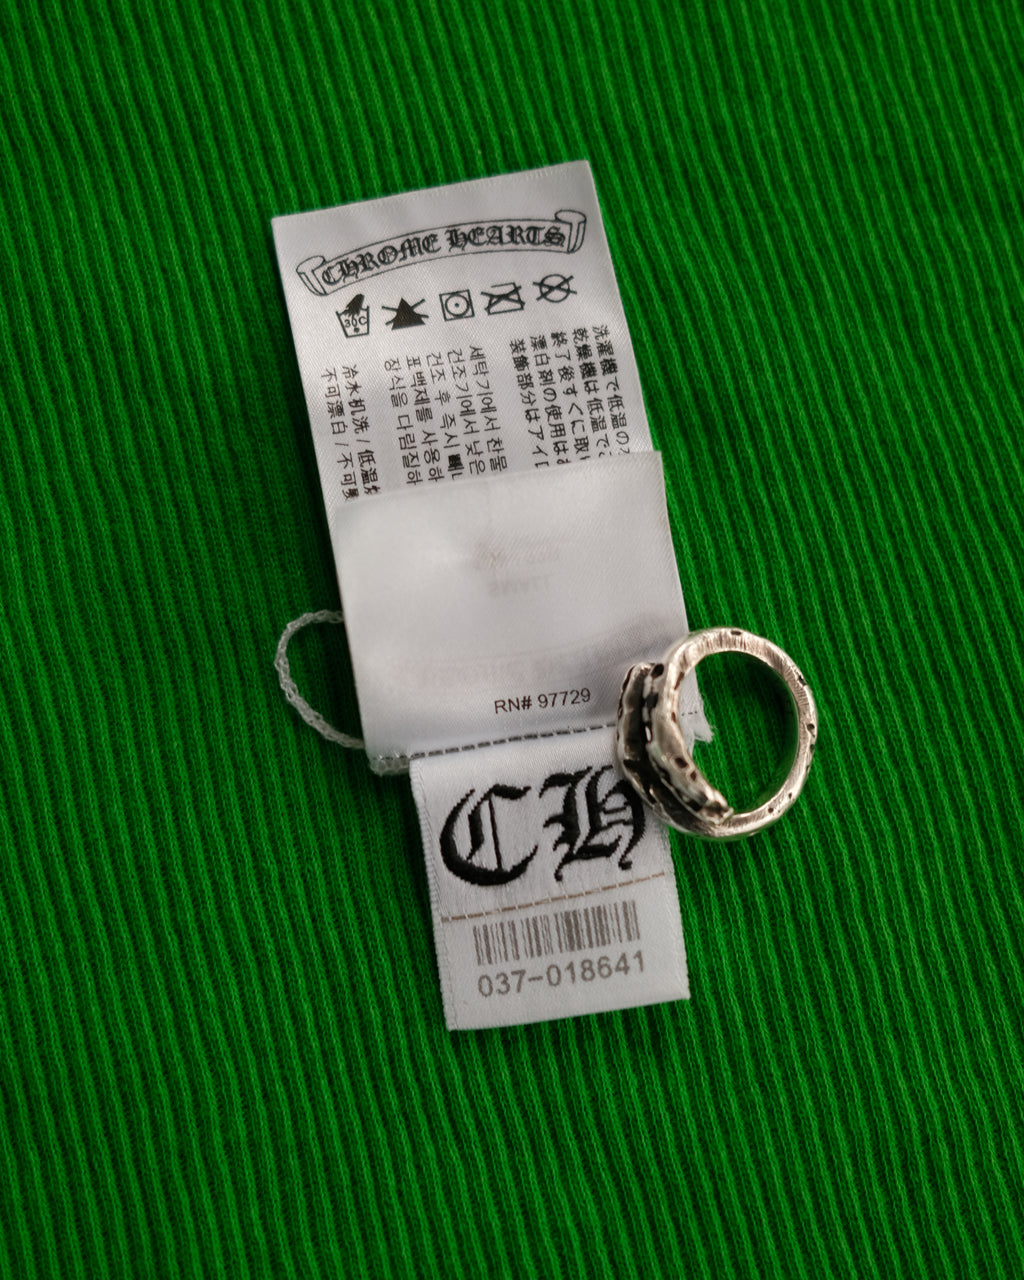 CHROME HEARTS
30°C
洗濯機で低温の
乾燥機は低温で
終了後すぐに取
漂白剤の使用はお
装飾部分はアイロ
세탁기에서 찬물
건조기에서 낮은
건조 후 즉시 빼
표백제를 사용하
장식을 다림질하
冷水机洗 / 低温
不可漂白 / 不可
RN# 97729
CH
037-018641